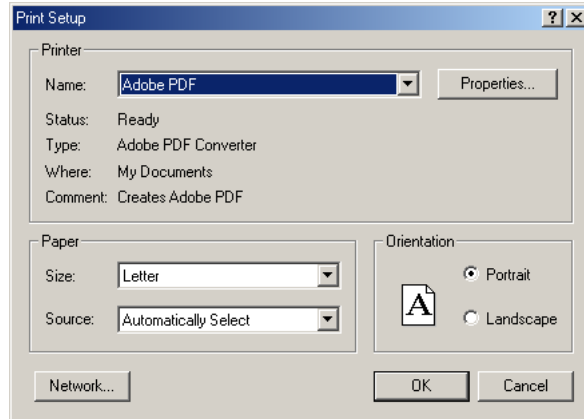 Print Setup
Printer
Name: Adobe PDF Properties...
Status: Ready
Type: Adobe PDF Converter
Where: My Documents
Comment: Creates Adobe PDF
Paper
Size: Letter
Source: Automatically Select
Orientation
A
Portrait
Landscape
Network... OK Cancel